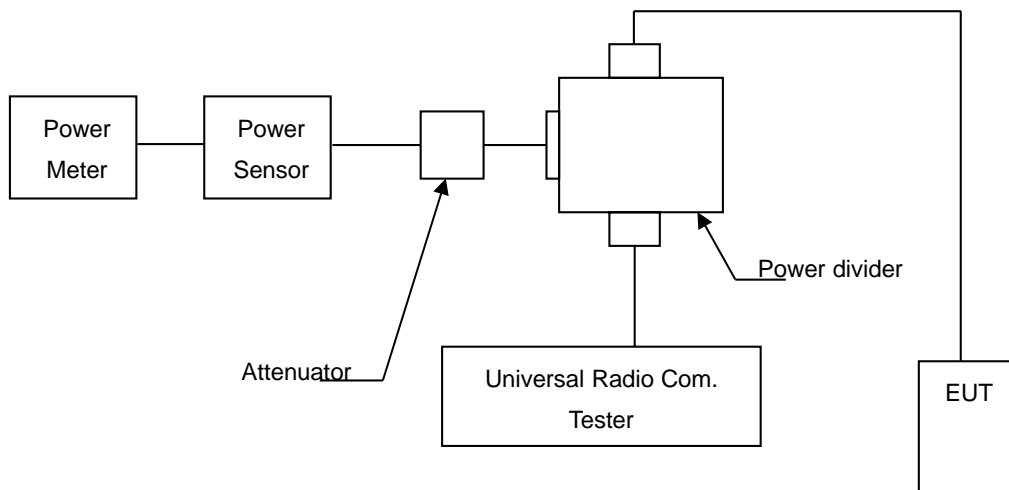 Power
Meter
Power
Sensor
Power divider
Attenuator
Universal Radio Com.
Tester
EUT